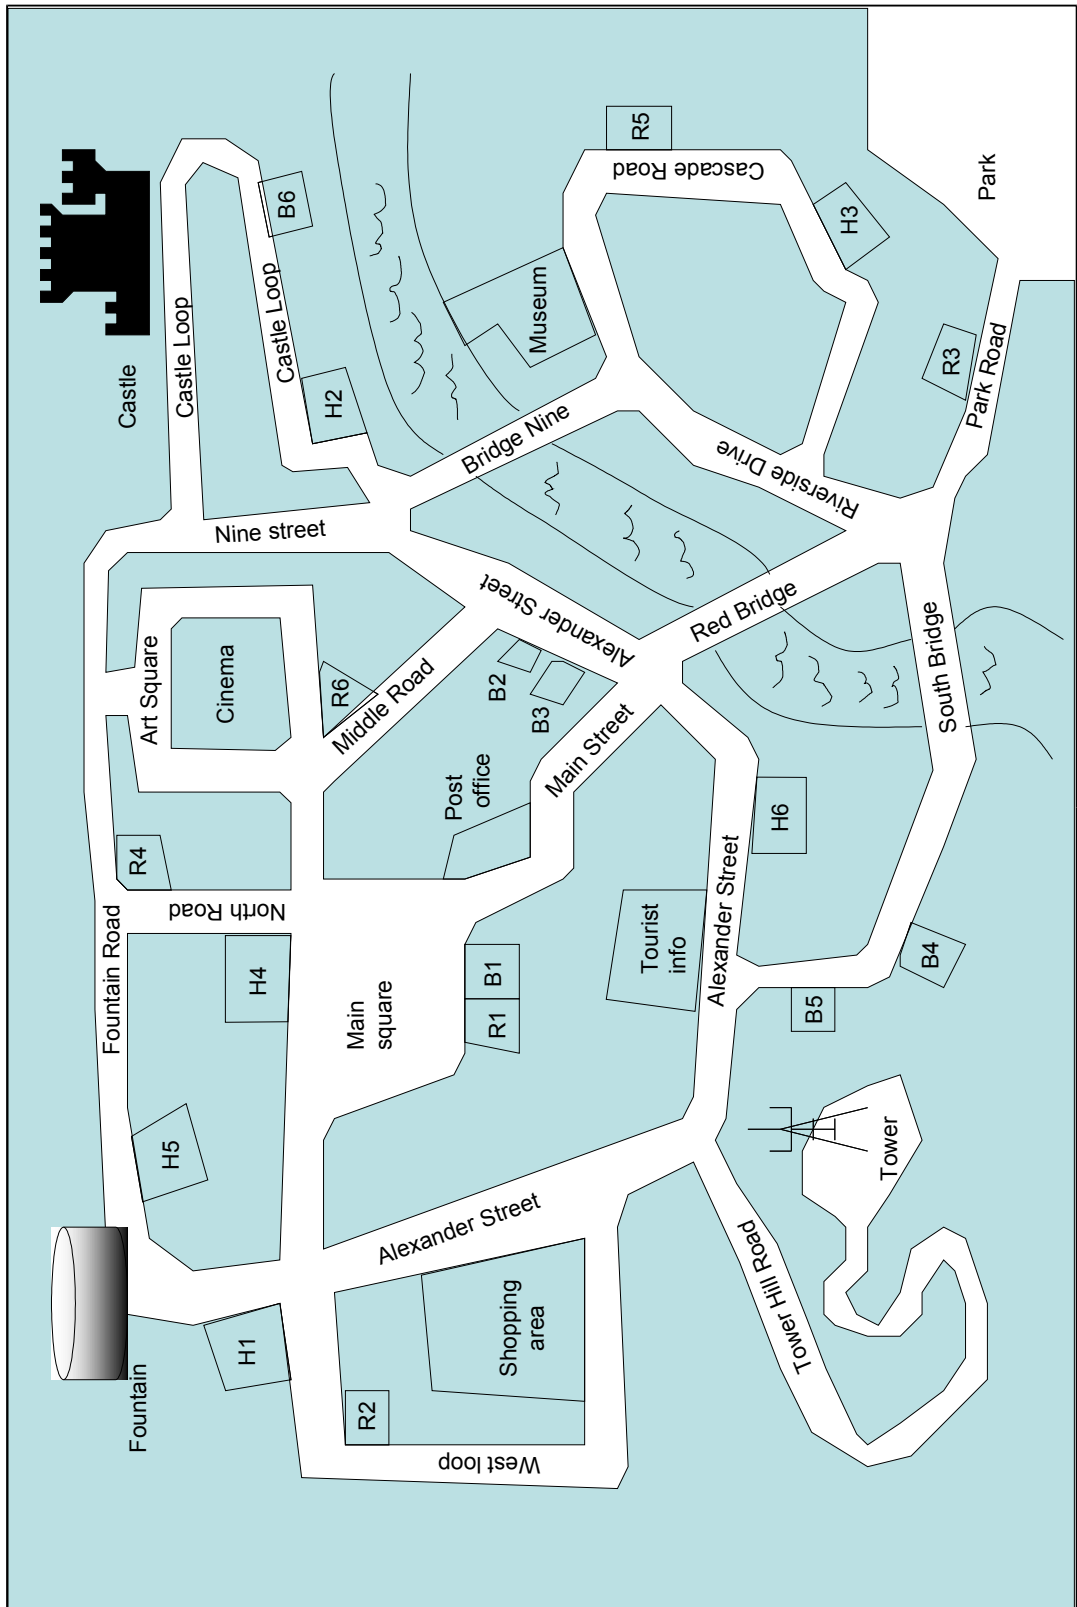 Castle
Castle Loop
Castle Loop
B6
H2
R5
Cascade Road
Park
H3
Museum
R3
Park Road
Bridge Nine
Riverside Drive
Nine street
Alexander Street
Art Square
Cinema
R6
Middle Road
B2
B3
Red Bridge
South Bridge
Main Street
Post
office
R4
North Road
Fountain Road
H4
Main
square
B1
R1
Tourist
info
Alexander Street
H6
B4
B5
H5
Tower
Alexander Street
Tower Hill Road
Shopping
area
H1
Fountain
R2
West loop